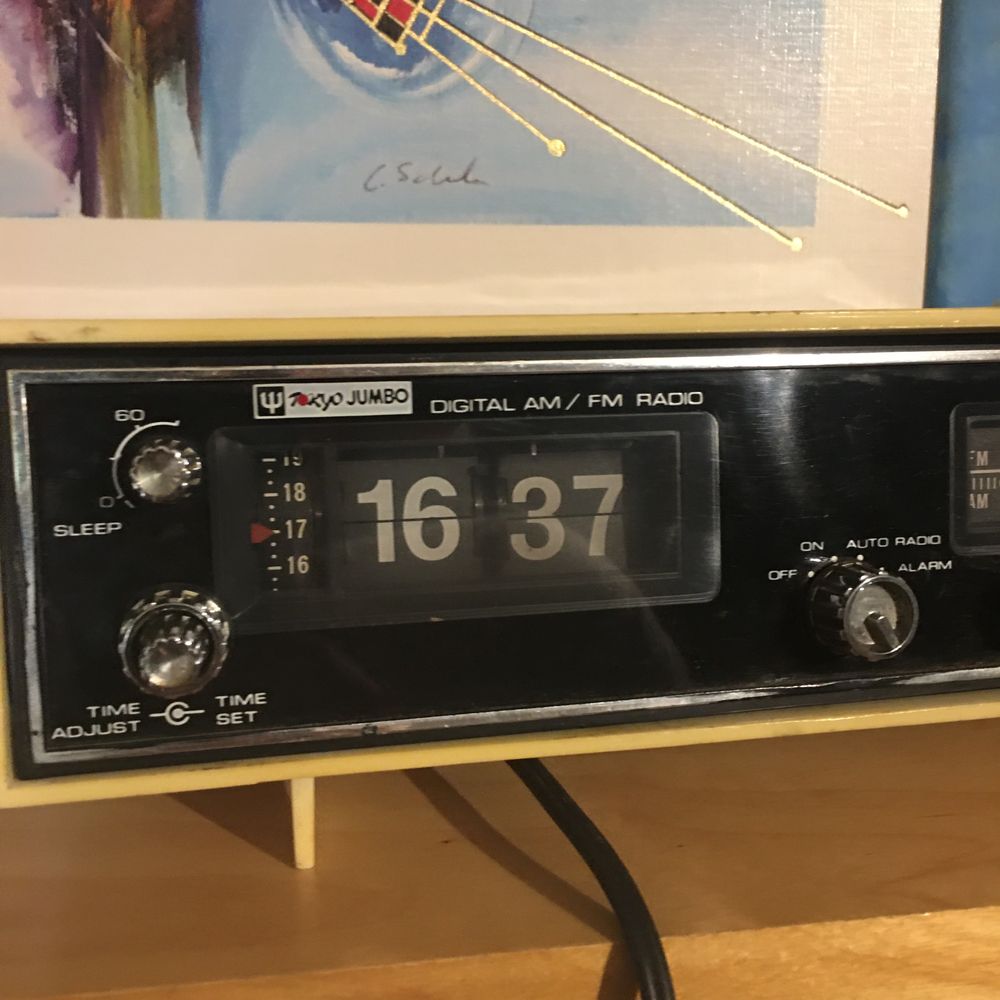 60
0
SLEEP
TOKYO JUMBO
DIGITAL AM / FM RADIO
19
18
17
16
16 37
TIME ADJUST
TIME SET
OFF
ON
AUTO RADIO
ALARM
FM
AM